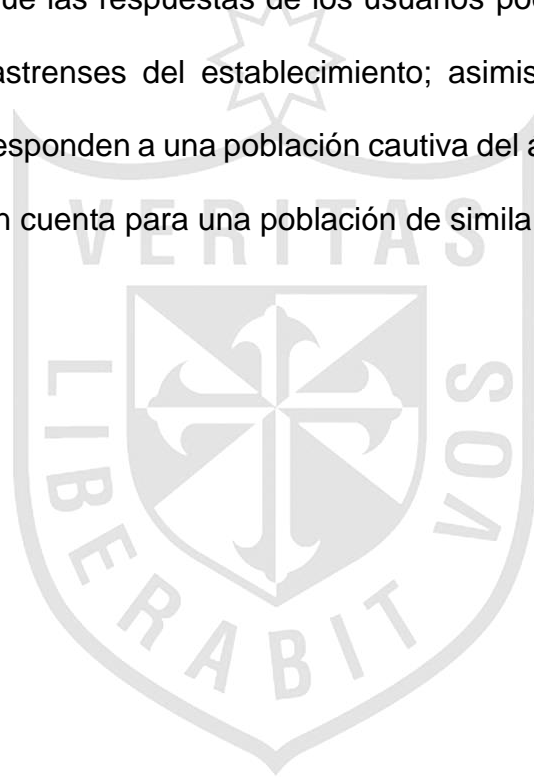 ue las respuestas de los usuarios po
astrenses del establecimiento; asimis
esponden a una población cautiva del a
n cuenta para una población de simila
VERITAS
LIBERABIT VOS